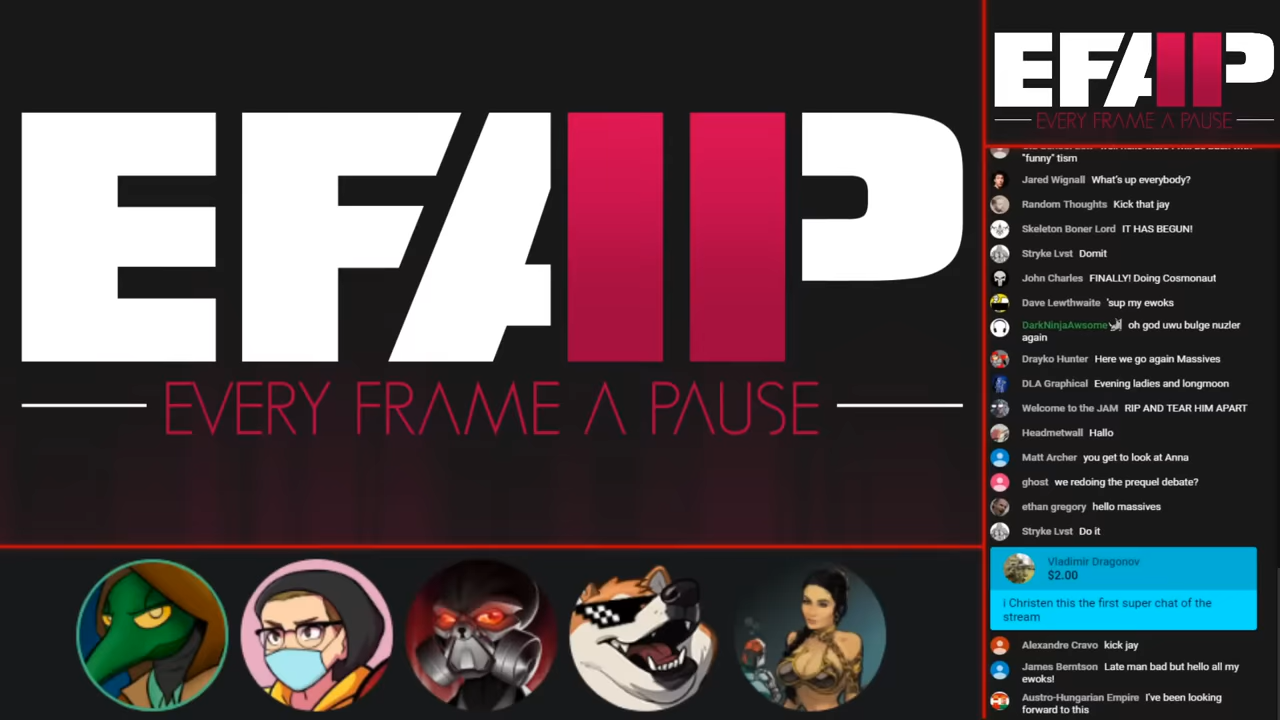 EFAP
EVERY FRAME A PAUSE
EFAP
EVERY FRAME A PAUSE
"funny" tism
Jared Wignall What's up everybody?
Random Thoughts Kick that jay
Skeleton Boner Lord IT HAS BEGUN!
Stryke Lvst Domit
John Charles FINALLY! Doing Cosmonaut
Dave Lewthwaite 'sup my ewoks
DarkNinjaAwsome oh god uwu bulge nuzler
again
Drayko Hunter Here we go again Massives
DLA Graphical Evening ladies and longmoon
Welcome to the JAM RIP AND TEAR HIM APART
Headmetwall Hallo
Matt Archer you get to look at Anna
ghost we redoing the prequel debate?
ethan gregory hello massives
Stryke Lvst Do it
Vladimir Dragonov
$2.00
i Christen this the first super chat of the
stream
Alexandre Cravo kick jay
James Berntson Late man bad but hello all my
ewoks!
Austro-Hungarian Empire I've been looking
forward to this